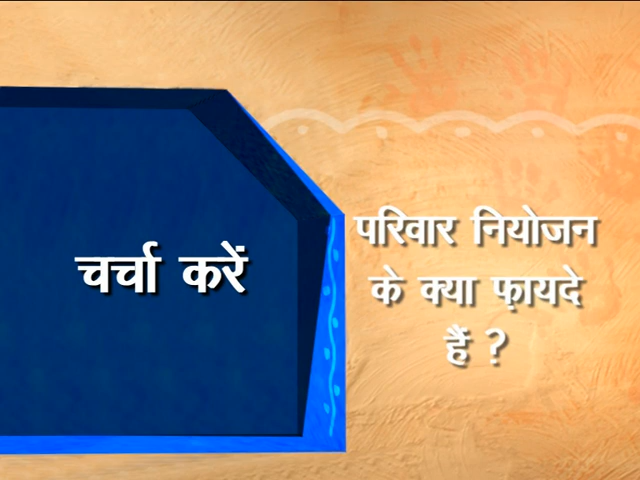 चर्चा करें
परिवार नियोजन
के क्या फ़ायदे
हैं ?